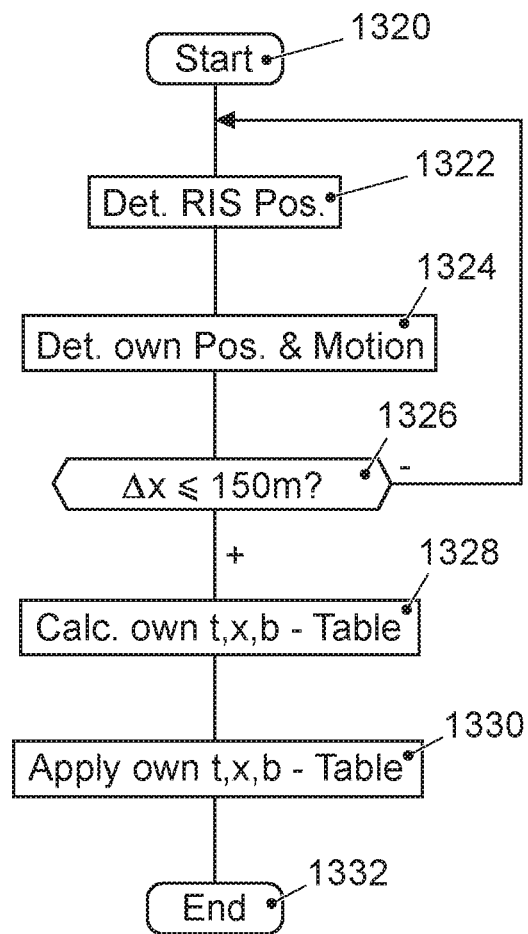 1320
Start
1322
Det. RIS Pos.
1324
Det. own Pos. & Motion
1326
Δx ⩽ 150m?
-
+
1328
Calc. own t,x,b - Table
1330
Apply own t,x,b - Table
1332
End